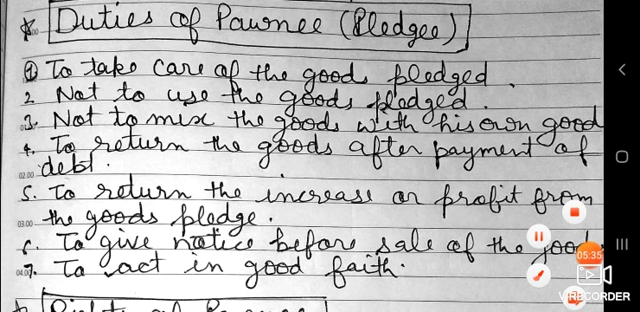 * Duties of Pawnee (Pledgee)
① To take care of the goods pledged.
2. Not to use the goods pledged.
3. Not to mix the goods with his own good
4. To return the goods after payment of
debt.
5. To return the increase or profit from
the goods pledge.
6. To give notice before sale of the good
7. To act in good faith.
05:35
VIRECORDER